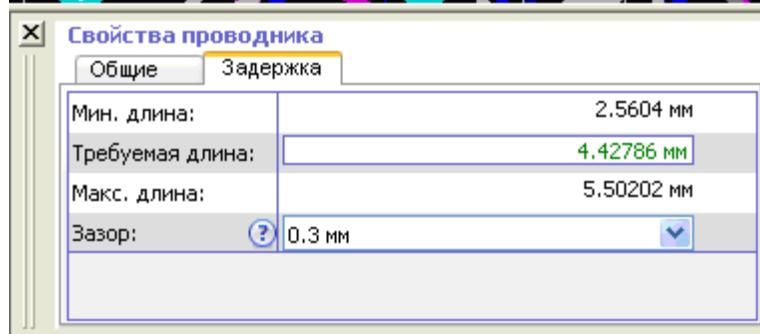 Свойства проводника
Общие Задержка
Мин. длина: 2.5604 мм
Требуемая длина: 4.42786 мм
Макс. длина: 5.50202 мм
Зазор: ? 0.3 мм